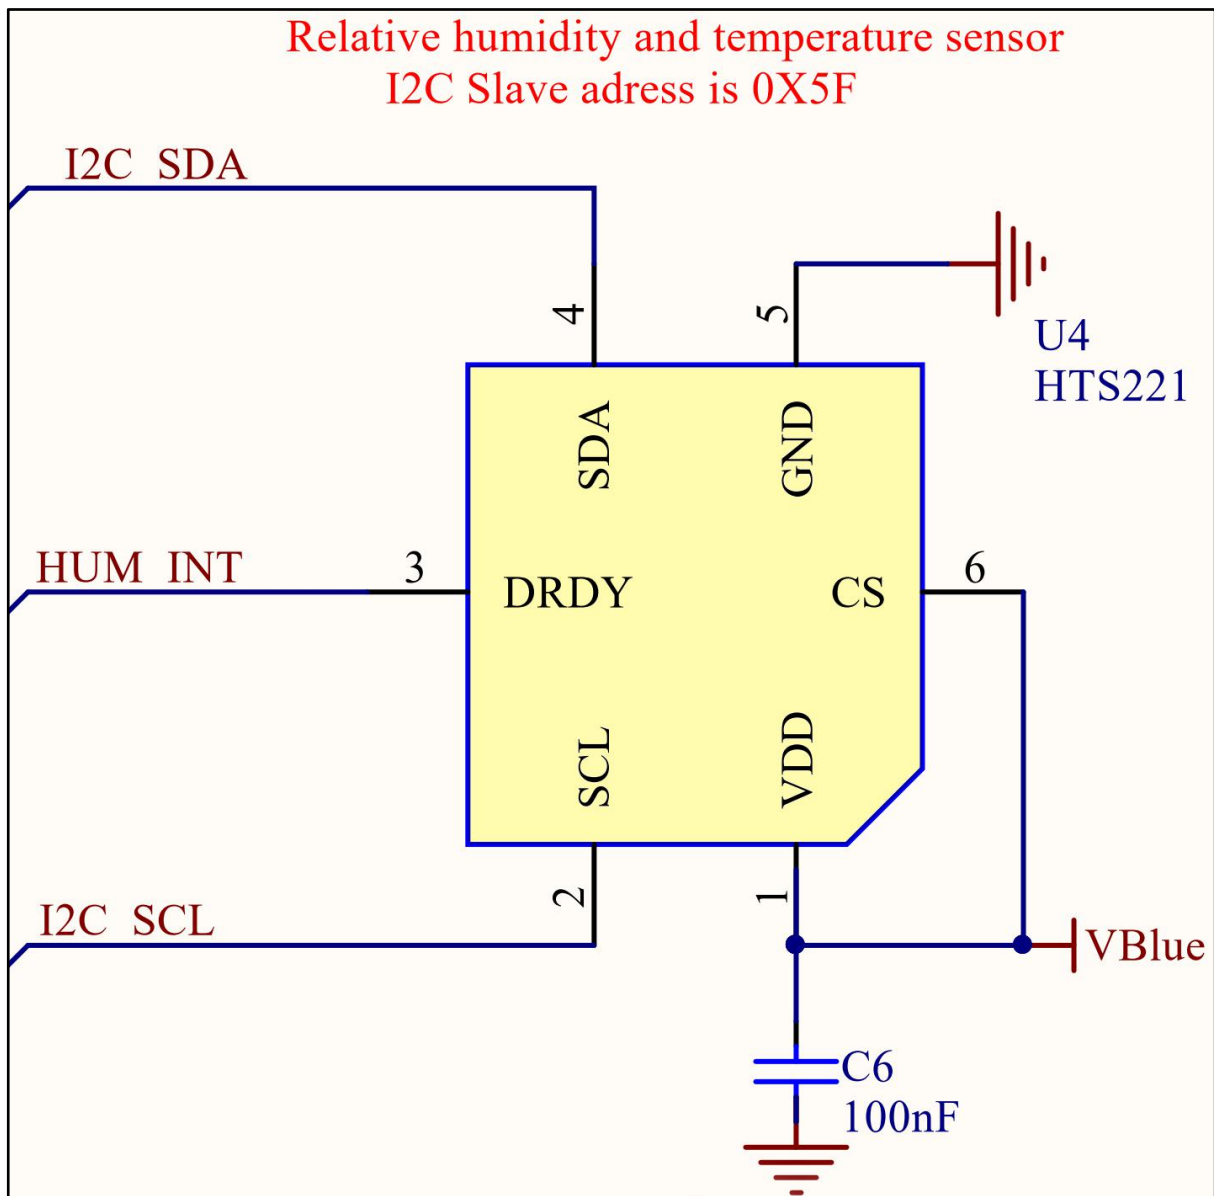 Relative humidity and temperature sensor
I2C Slave adress is 0X5F
I2C SDA
4
5
U4
HTS221
SDA
GND
HUM INT
3
DRDY
CS
6
SCL
VDD
I2C SCL
2
1
VBlue
C6
100nF